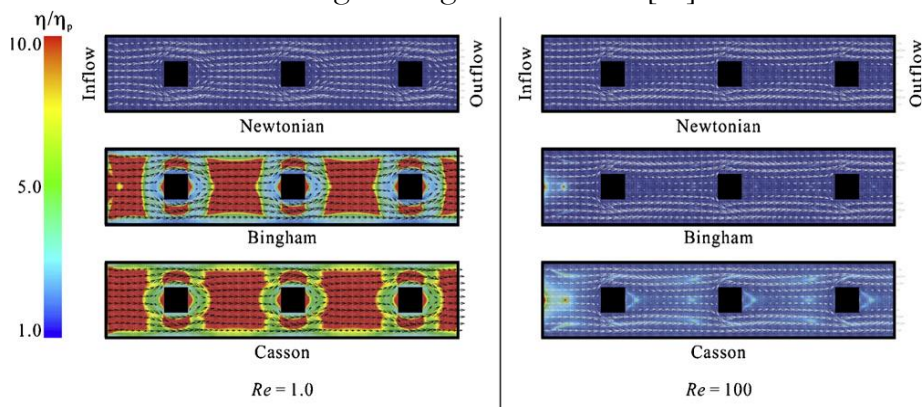 η/ηp
10.0
5.0
1.0
Inflow
Outflow
Newtonian
Bingham
Casson
Re = 1.0
Inflow
Outflow
Newtonian
Bingham
Casson
Re = 100